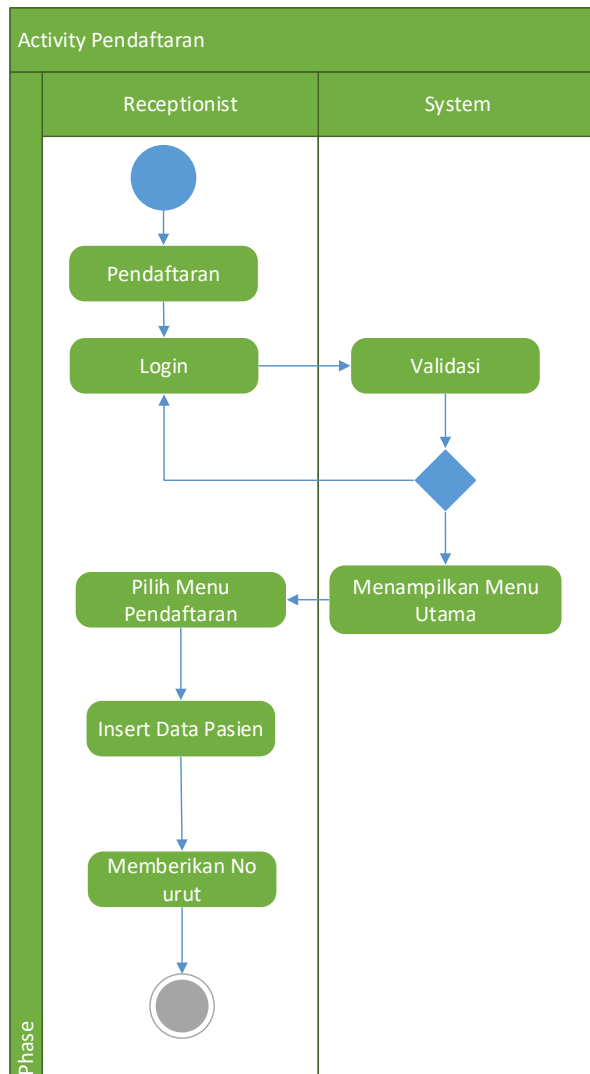 Activity Pendaftaran
Receptionist
System
Pendaftaran
Login
Validasi
Pilih Menu
Pendaftaran
Menampilkan Menu
Utama
Insert Data Pasien
Memberikan No
urut
Phase